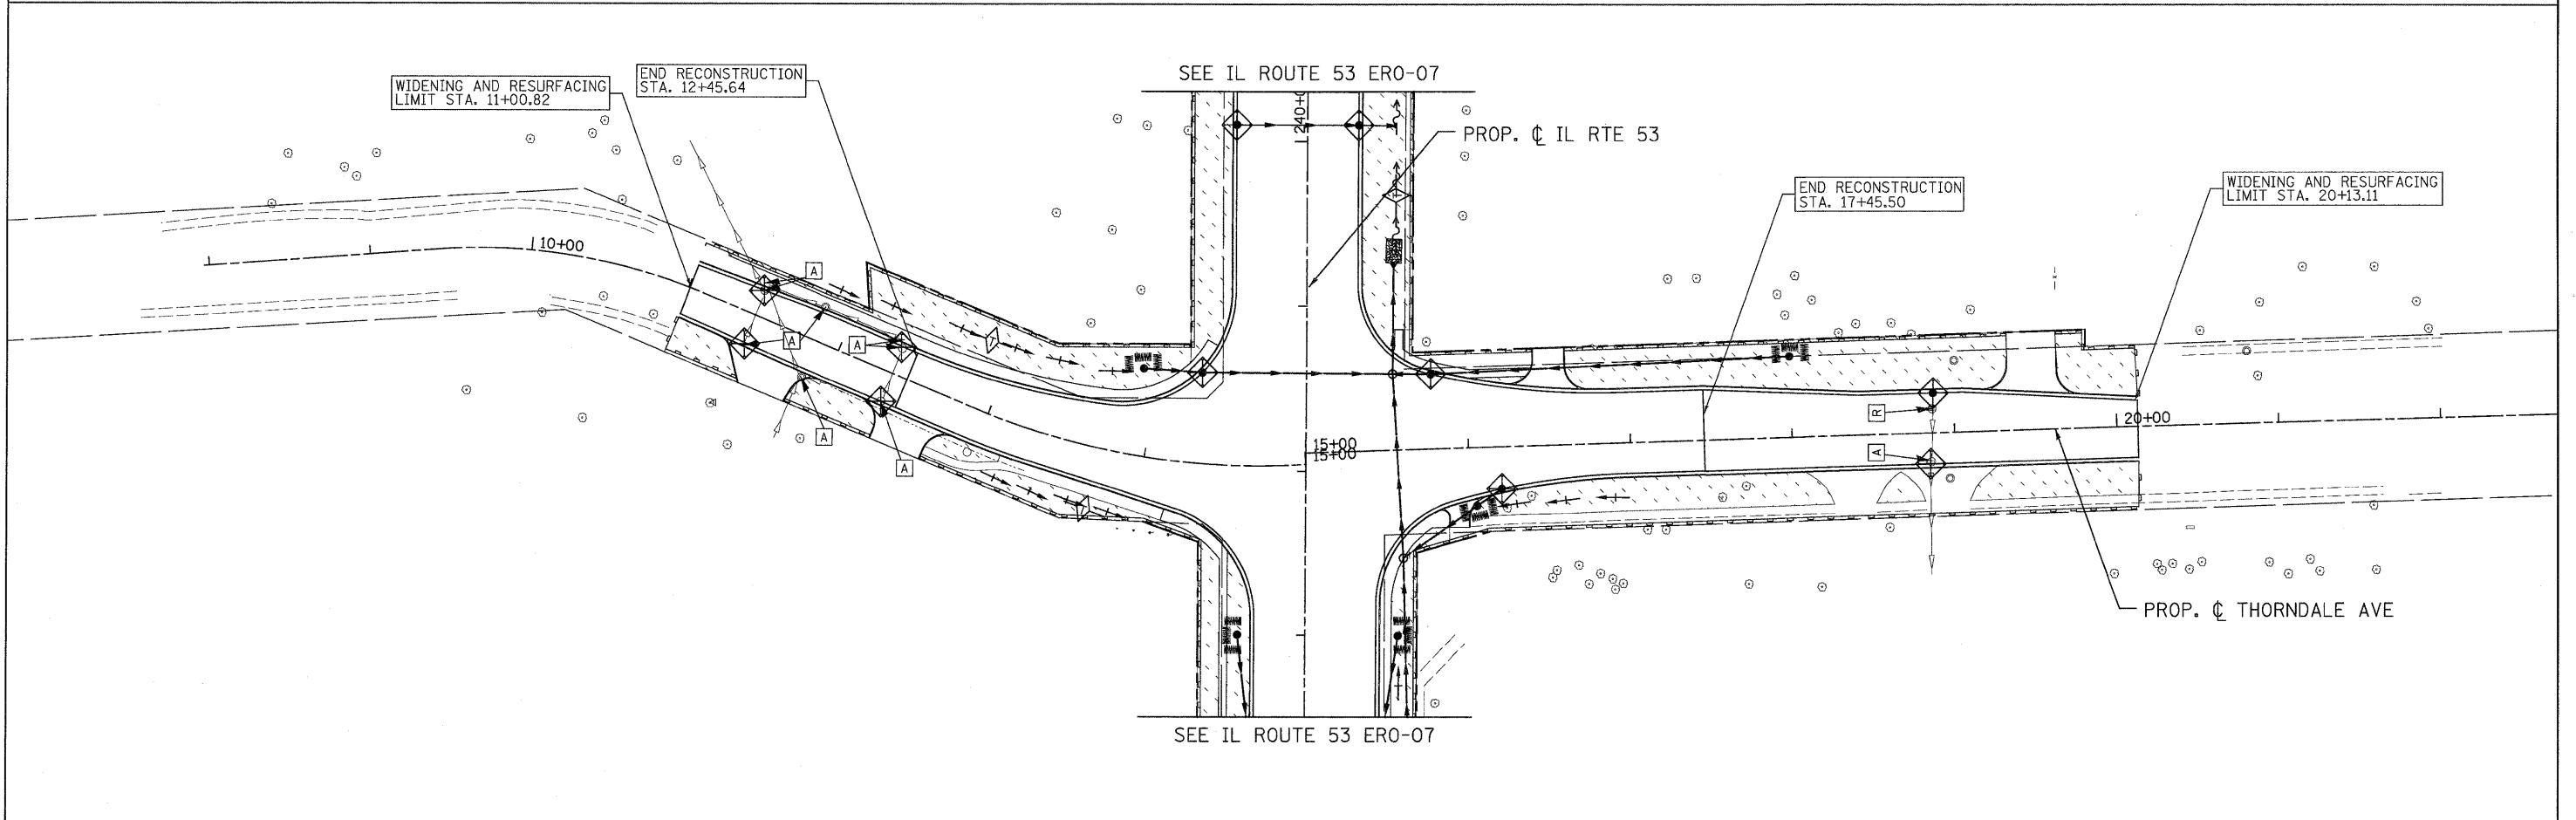 SEE IL ROUTE 53 ERO-07
WIDENING AND RESURFACING
LIMIT STA. 11+00.82
END RECONSTRUCTION
STA. 12+45.64
PROP. ℄ IL RTE 53
END RECONSTRUCTION
STA. 17+45.50
WIDENING AND RESURFACING
LIMIT STA. 20+13.11
10+00
A
A
A
A
A
R
A
15+00
15+00
20+00
PROP. ℄ THORNDALE AVE
SEE IL ROUTE 53 ERO-07